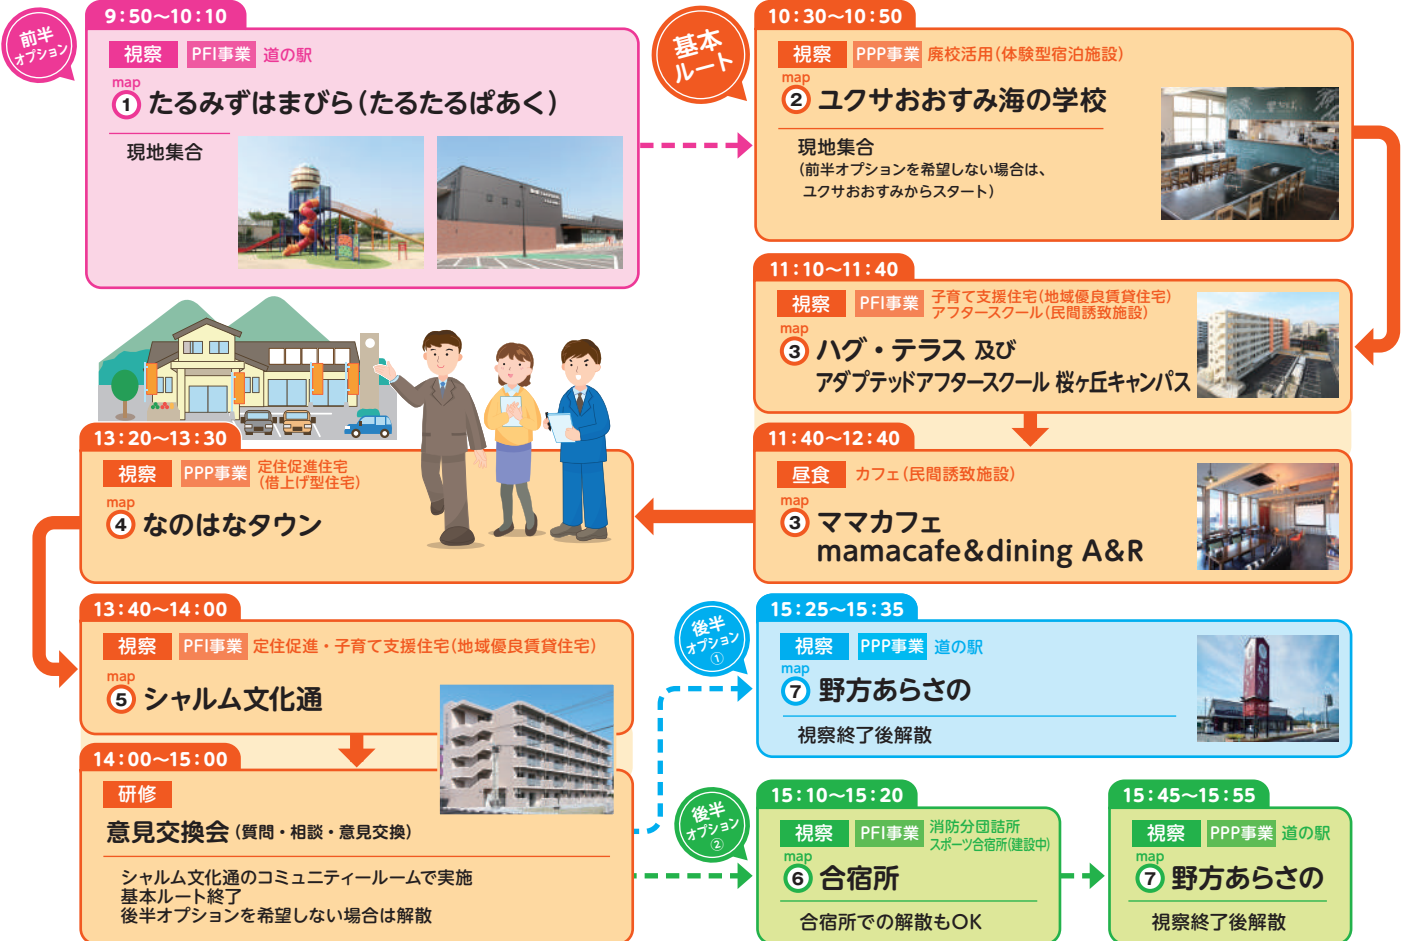 前半
オプション
9:50〜10:10
視察 PFI事業 道の駅
map
① たるみずはまびら(たるたるぱあく)
現地集合
基本
ルート
10:30〜10:50
視察 PPP事業 廃校活用(体験型宿泊施設)
map
② ユクサおおすみ海の学校
現地集合
(前半オプションを希望しない場合は、
ユクサおおすみからスタート)
11:10〜11:40
視察 PFI事業 子育て支援住宅(地域優良賃貸住宅)
アフタースクール(民間誘致施設)
map
③ ハグ・テラス 及び
アダプテッドアフタースクール 桜ヶ丘キャンパス
11:40〜12:40
昼食 カフェ(民間誘致施設)
map
③ ママカフェ
mamacafe&dining A&R
13:20〜13:30
視察 PPP事業 定住促進住宅
(借上げ型住宅)
map
④ なのはなタウン
13:40〜14:00
視察 PFI事業 定住促進・子育て支援住宅(地域優良賃貸住宅)
map
⑤ シャルム文化通
14:00〜15:00
研修
意見交換会(質問・相談・意見交換)
シャルム文化通のコミュニティールームで実施
基本ルート終了
後半オプションを希望しない場合は解散
後半
オプション
①
15:25〜15:35
視察 PPP事業 道の駅
map
⑦ 野方あらさの
視察終了後解散
後半
オプション
②
15:10〜15:20
視察 PFI事業 消防分団詰所
スポーツ合宿所(建設中)
map
⑥ 合宿所
合宿所での解散もOK
15:45〜15:55
視察 PPP事業 道の駅
map
⑦ 野方あらさの
視察終了後解散